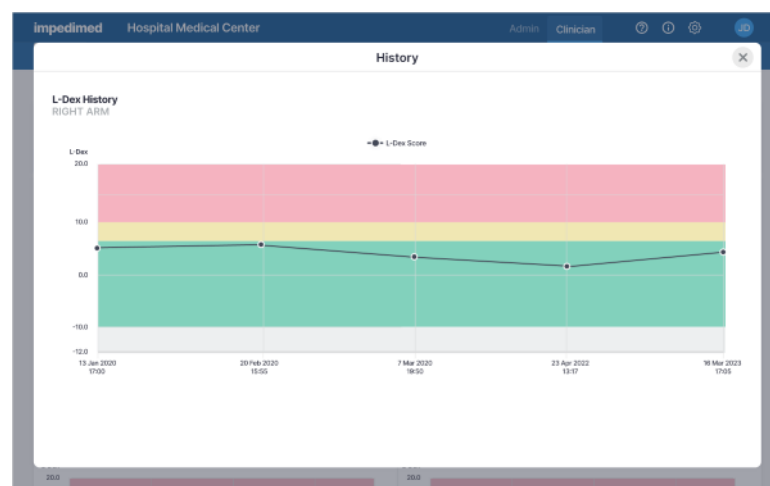 impedimed Hospital Medical Center Admin Clinician JD
History
L-Dex History
RIGHT ARM
L-Dex Score
L-Dex
20.0
10.0
0.0
-10.0
-12.0
13 Jan 2020 20 Feb 2020 7 Mar 2020 23 Apr 2022 16 Mar 2023
17:00 15:55 19:50 13:17 17:05
20.0 20.0